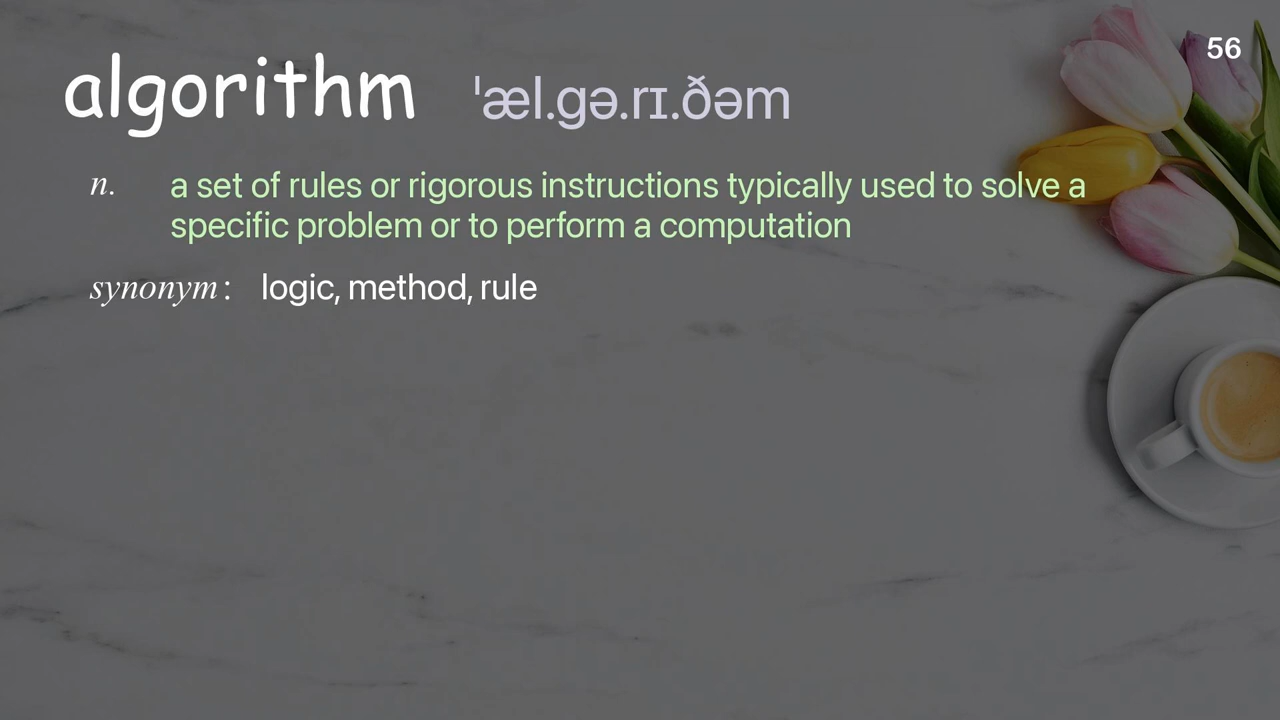 56
algorithm ˈæl.gə.rɪ.ðəm
n. a set of rules or rigorous instructions typically used to solve a
specific problem or to perform a computation
synonym: logic, method, rule